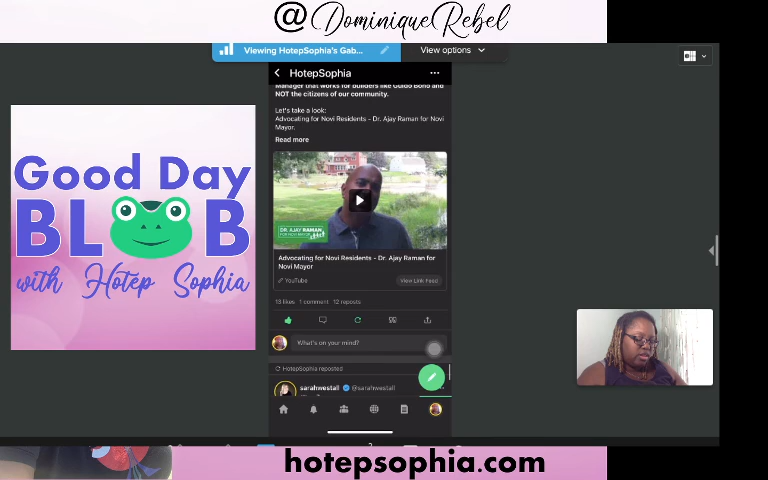 @DominiqueRebel
Viewing HotepSophia's Gab...
View options
Good Day
BL B
with Hotep Sophia
HotepSophia
Manager that works for builders like Guido Bono and
NOT the citizens of our community.
Let's take a look:
Advocating for Novi Residents - Dr. Ajay Raman for Novi
Mayor.
Read more
DR. AJAY RAMAN
Advocating for Novi Residents - Dr. Ajay Raman for
Novi Mayor
YouTube
View Link Feed
13 likes 1 comment 12 reposts
What's on your mind?
HotepSophia reposted
sarahwestall @sarahwestall
hotepsophia.com